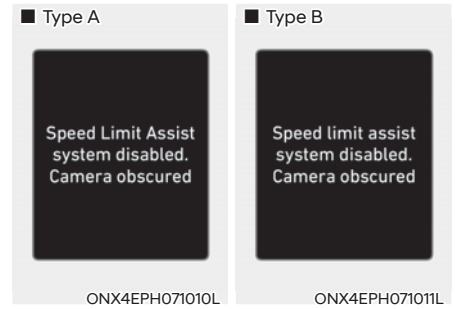 ■ Type A
Speed Limit Assist
system disabled.
Camera obscured
ONX4EPH071010L
■ Type B
Speed limit assist
system disabled.
Camera obscured
ONX4EPH071011L